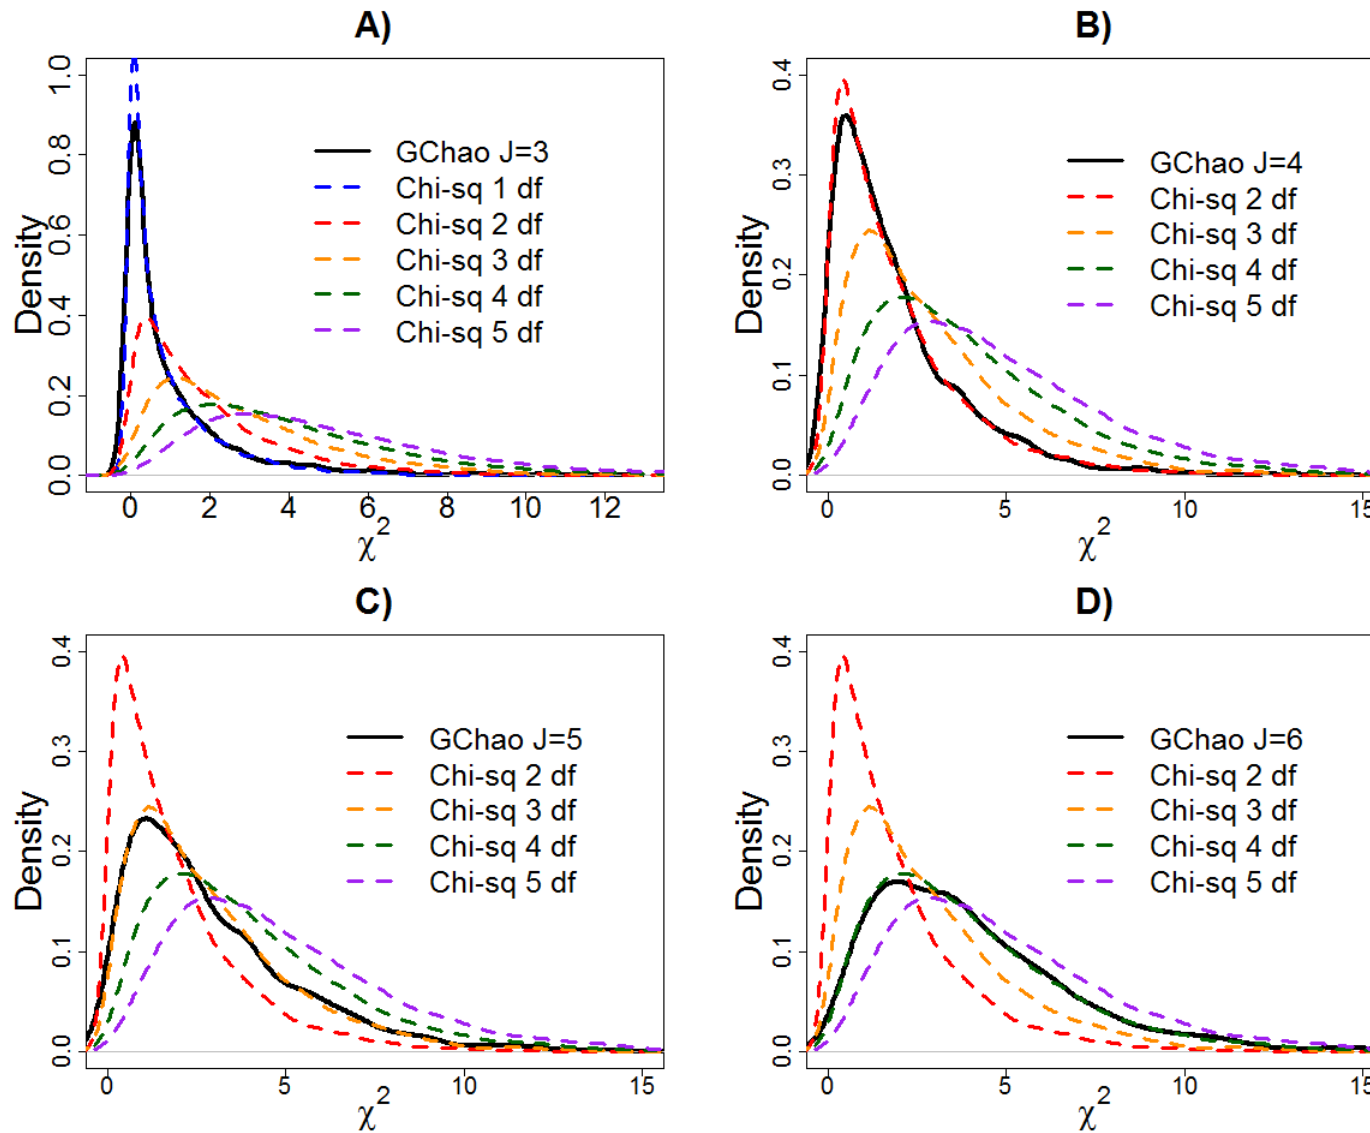 A)
Density
1.0
0.8
0.6
0.4
0.2
0.0
GChao J=3
Chi-sq 1 df
Chi-sq 2 df
Chi-sq 3 df
Chi-sq 4 df
Chi-sq 5 df
0 2 4 6 8 10 12
χ²
B)
Density
0.4
0.3
0.2
0.1
0.0
GChao J=4
Chi-sq 2 df
Chi-sq 3 df
Chi-sq 4 df
Chi-sq 5 df
0 5 10 15
χ²
C)
Density
0.4
0.3
0.2
0.1
0.0
GChao J=5
Chi-sq 2 df
Chi-sq 3 df
Chi-sq 4 df
Chi-sq 5 df
0 5 10 15
χ²
D)
Density
0.4
0.3
0.2
0.1
0.0
GChao J=6
Chi-sq 2 df
Chi-sq 3 df
Chi-sq 4 df
Chi-sq 5 df
0 5 10 15
χ²